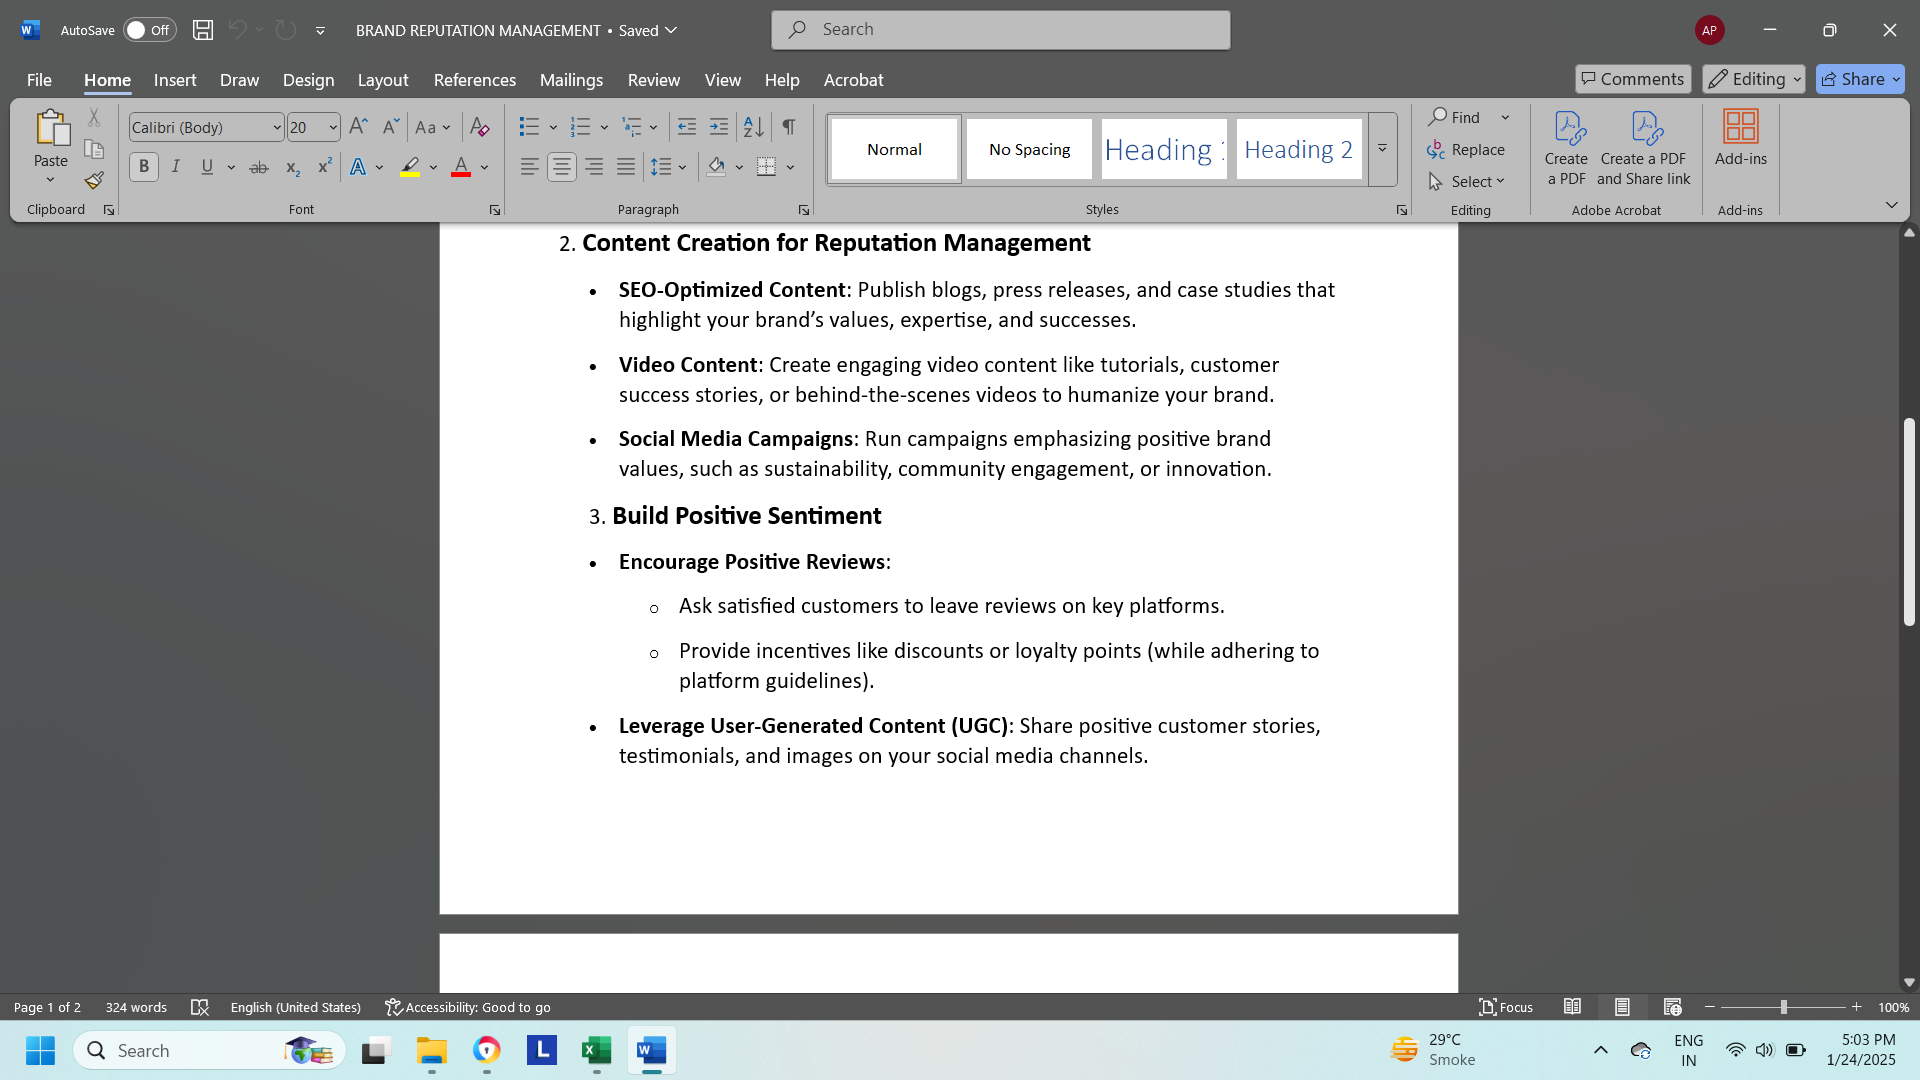 AutoSave Off BRAND REPUTATION MANAGEMENT • Saved Search AP
File Home Insert Draw Design Layout References Mailings Review View Help Acrobat Comments Editing Share
Calibri (Body) 20 Aa
Paste
B I U ab x₂ x² A A
Normal No Spacing Heading 1 Heading 2
Find
Replace
Select
Create a PDF
Create a PDF and Share link
Add-ins
Clipboard Font Paragraph Styles Editing Adobe Acrobat Add-ins
2. Content Creation for Reputation Management
• SEO-Optimized Content: Publish blogs, press releases, and case studies that
highlight your brand’s values, expertise, and successes.
• Video Content: Create engaging video content like tutorials, customer
success stories, or behind-the-scenes videos to humanize your brand.
• Social Media Campaigns: Run campaigns emphasizing positive brand
values, such as sustainability, community engagement, or innovation.
3. Build Positive Sentiment
• Encourage Positive Reviews:
o Ask satisfied customers to leave reviews on key platforms.
o Provide incentives like discounts or loyalty points (while adhering to
platform guidelines).
• Leverage User-Generated Content (UGC): Share positive customer stories,
testimonials, and images on your social media channels.
Page 1 of 2 324 words English (United States) Accessibility: Good to go Focus 100%
Search L 29°C ENG 5:03 PM
Smoke IN 1/24/2025